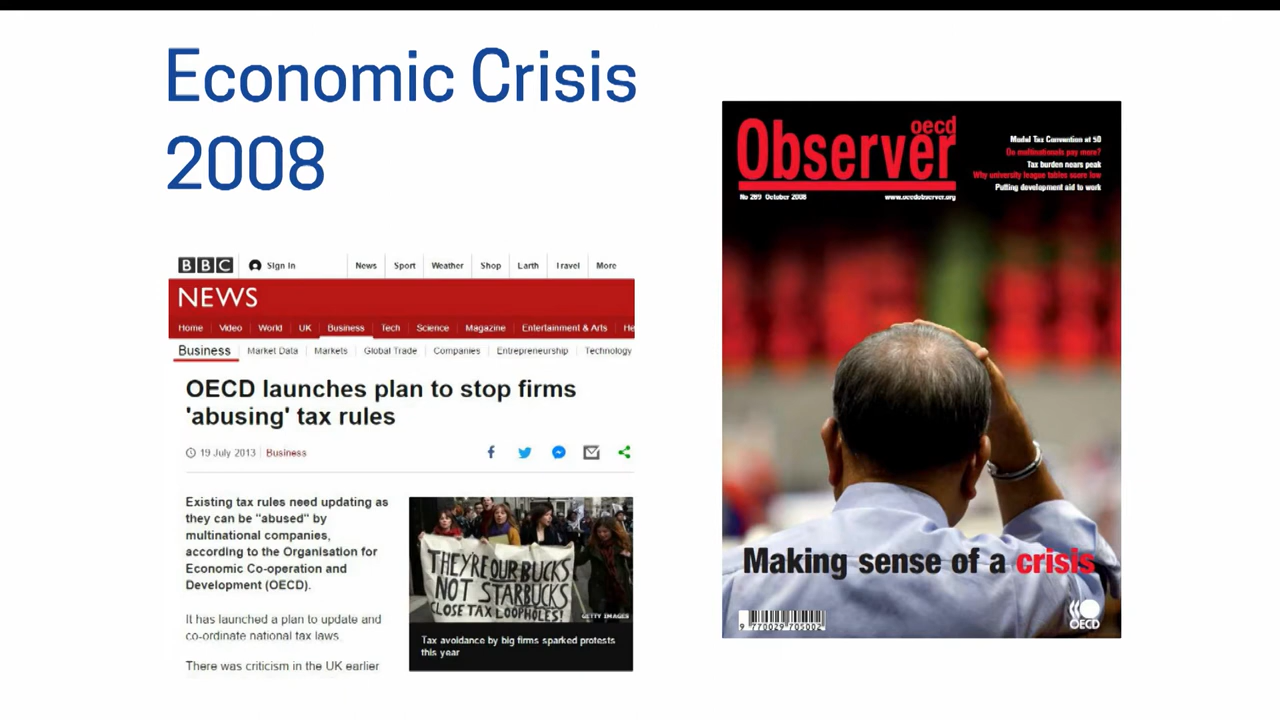 Economic Crisis
2008
BBC Sign in News Sport Weather Shop Earth Travel More
NEWS
Home Video World UK Business Tech Science Magazine Entertainment & Arts He
Business Market Data Markets Global Trade Companies Entrepreneurship Technology
OECD launches plan to stop firms
'abusing' tax rules
19 July 2013 Business
Existing tax rules need updating as
they can be "abused" by
multinational companies,
according to the Organisation for
Economic Co-operation and
Development (OECD).
It has launched a plan to update and
co-ordinate national tax laws.
There was criticism in the UK earlier
THEY'RE OUR BUCKS
NOT STARBUCKS
CLOSE TAX LOOPHOLES!
GETTY IMAGES
Tax avoidance by big firms sparked protests
this year
oecd
Observer
No 269 October 2008 www.oecdobserver.org
Model Tax Convention at 50
Do multinationals pay more?
Tax burden nears peak
Why university league tables score low
Putting development aid to work
Making sense of a crisis
9 770029 705002
OECD